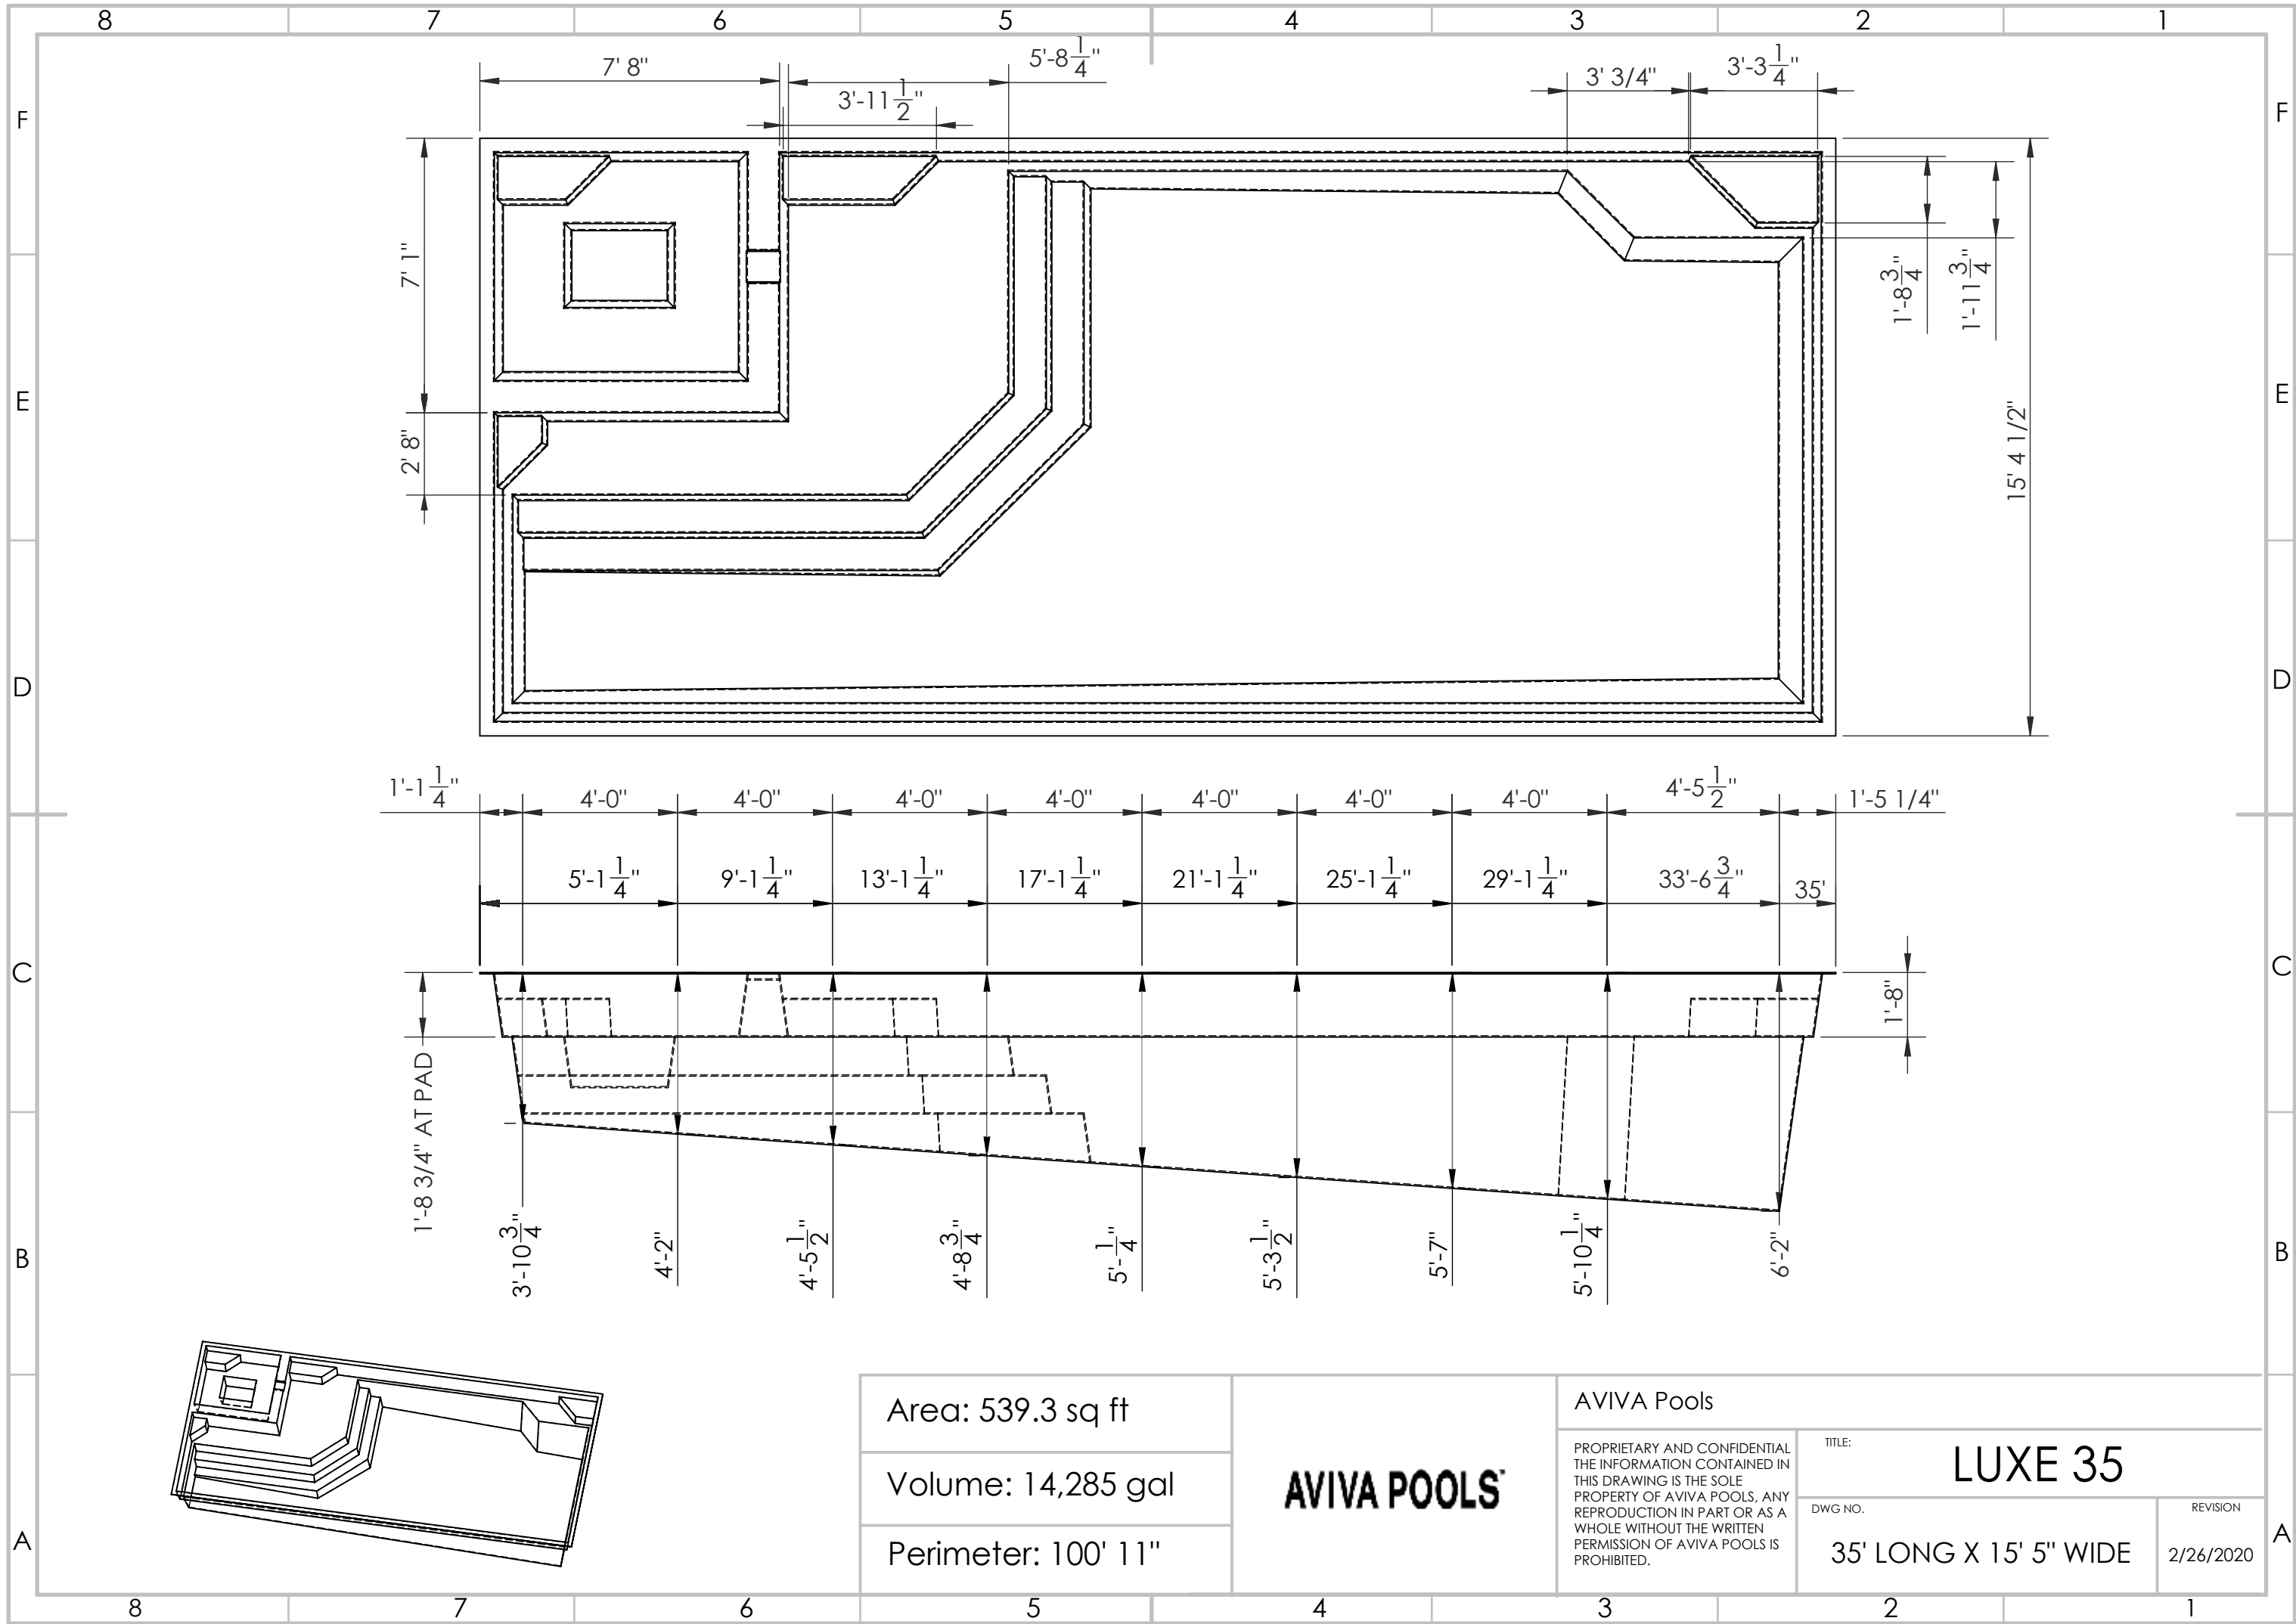 8 7 6 5 4 3 2 1
F F
E E
D D
C C
B B
A A
7' 8"
5'-8 1/4"
3'-11 1/2"
3' 3/4"
3'-3 1/4"
7' 1"
2' 8"
1'-8 3/4"
1'-11 3/4"
15' 4 1/2"
1'-1 1/4" 4'-0" 4'-0" 4'-0" 4'-0" 4'-0" 4'-0" 4'-0" 4'-5 1/2" 1'-5 1/4"
5'-1 1/4" 9'-1 1/4" 13'-1 1/4" 17'-1 1/4" 21'-1 1/4" 25'-1 1/4" 29'-1 1/4" 33'-6 3/4" 35'
1'-8 3/4" AT PAD
1'-8"
3'-10 3/4" 4'-2" 4'-5 1/2" 4'-8 3/4" 5'-1/4" 5'-3 1/2" 5'-7" 5'-10 1/4" 6'-2"
Area: 539.3 sq ft
Volume: 14,285 gal
Perimeter: 100' 11"
AVIVA POOLS™
AVIVA Pools
PROPRIETARY AND CONFIDENTIAL
THE INFORMATION CONTAINED IN
THIS DRAWING IS THE SOLE
PROPERTY OF AVIVA POOLS, ANY
REPRODUCTION IN PART OR AS A
WHOLE WITHOUT THE WRITTEN
PERMISSION OF AVIVA POOLS IS
PROHIBITED.
TITLE:
LUXE 35
DWG NO.
35' LONG X 15' 5" WIDE
REVISION
2/26/2020
8 7 6 5 4 3 2 1